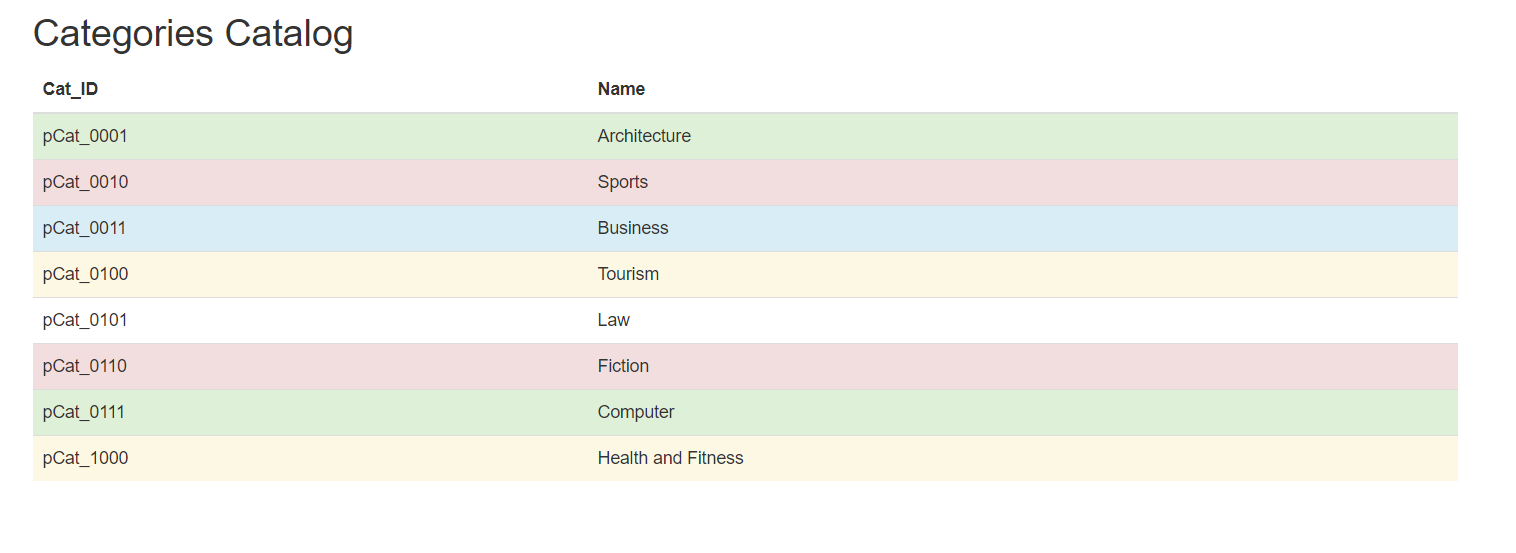 Categories Catalog
Cat_ID Name
pCat_0001 Architecture
pCat_0010 Sports
pCat_0011 Business
pCat_0100 Tourism
pCat_0101 Law
pCat_0110 Fiction
pCat_0111 Computer
pCat_1000 Health and Fitness